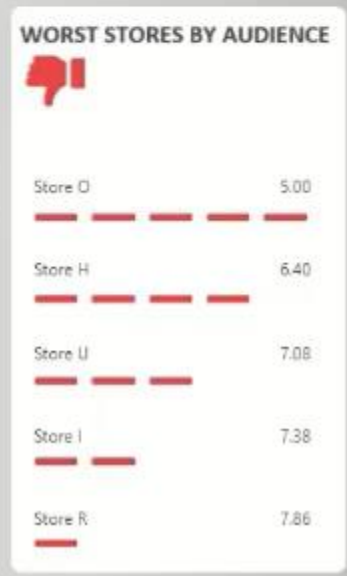 WORST STORES BY AUDIENCE
Store O 5.00
Store H 6.40
Store U 7.08
Store I 7.38
Store R 7.86